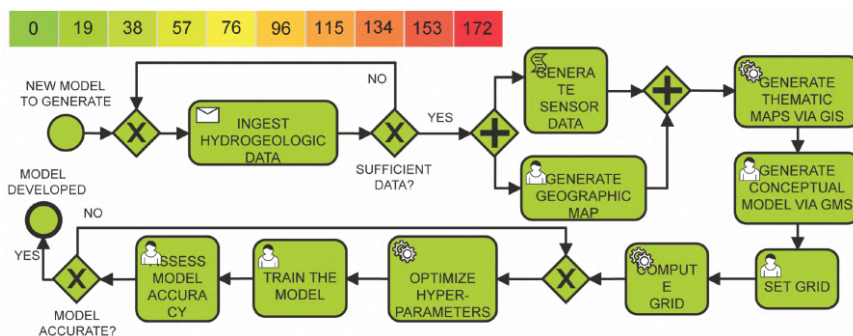 0 19 38 57 76 96 115 134 153 172
NEW MODEL
TO GENERATE
NO
INGEST
HYDROGEOLOGIC
DATA
YES
SUFFICIENT
DATA?
GENERA
TE
SENSOR
DATA
GENERATE
GEOGRAPHIC
MAP
GENERATE
THEMATIC
MAPS VIA GIS
GENERATE
CONCEPTUAL
MODEL VIA GMS
SET GRID
COMPUT
E
GRID
OPTIMIZE
HYPER-
PARAMETERS
TRAIN THE
MODEL
ASSESS
MODEL
ACCURA
CY
MODEL
ACCURATE?
NO
YES
MODEL
DEVELOPED